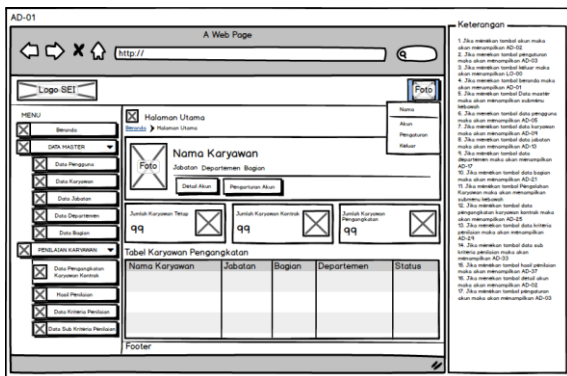 AD-01
A Web Page
http://
Logo SEI
Foto
Nama
Akun
Pengaturan
Keluar
MENU
Beranda
DATA MASTER
Data Pengguna
Data Karyawan
Data Jabatan
Data Departemen
Data Bagian
PENILAIAN KARYAWAN
Data Pengangkatan
Karyawan Kontrak
Hasil Penilaian
Data Kriteria Penilaian
Data Sub Kriteria Penilaian
Halaman Utama
Beranda > Halaman Utama
Foto
Nama Karyawan
Jabatan Departemen Bagian
Detail Akun
Pengaturan Akun
Jumlah Karyawan Tetap
99
Jumlah Karyawan Kontrak
99
Jumlah Karyawan
Pengangkatan
99
Tabel Karyawan Pengangkatan
Nama Karyawan Jabatan Bagian Departemen Status
Footer
Keterangan
1. Jika menekan tombol akun maka
akan menampilkan AD-02
2. Jika menekan tombol pengaturan
akan menampilkan AD-03
3. Jika menekan tombol keluar maka
akan menampilkan LO-00
4. Jika menekan tombol beranda maka
akan menampilkan AD-01
5. Jika menekan tombol Data master
maka akan menampilkan submenu
kebawah
6. Jika menekan tombol data pengguna
maka akan menampilkan AD-05
7. Jika menekan tombol data karyawan
maka akan menampilkan AD-09
8. Jika menekan tombol data jabatan
maka akan menampilkan AD-13
9. Jika menekan tombol data
departemen maka akan menampilkan
AD-17
10. Jika menekan tombol data bagian
maka akan menampilkan AD-21
11. Jika menekan tombol Pengolahan
Karyawan maka akan menampilkan
submenu kebawah
12. Jika menekan tombol data
pengangkatan karyawan kontrak maka
akan menampilkan AD-25
13. Jika menekan tombol data kriteria
penilaian maka akan menampilkan
AD-29
14. Jika menekan tombol data sub
kriteria penilaian maka akan
menampilkan AD-33
15. Jika menekan tombol hasil penilaian
maka akan menampilkan AD-37
16. Jika menekan tombol detail akun
maka akan menampilkan AD-02
17. Jika menekan tombol pengaturan
akun maka akan menampilkan AD-03